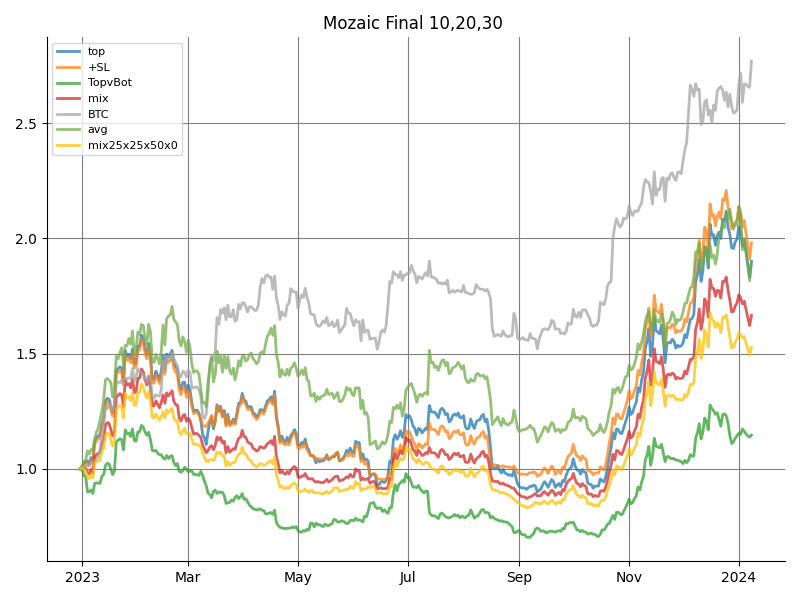 Mozaic Final 10,20,30
top
+SL
TopvBot
mix
BTC
avg
mix25x25x50x0
2.5
2.0
1.5
1.0
2023
Mar
May
Jul
Sep
Nov
2024